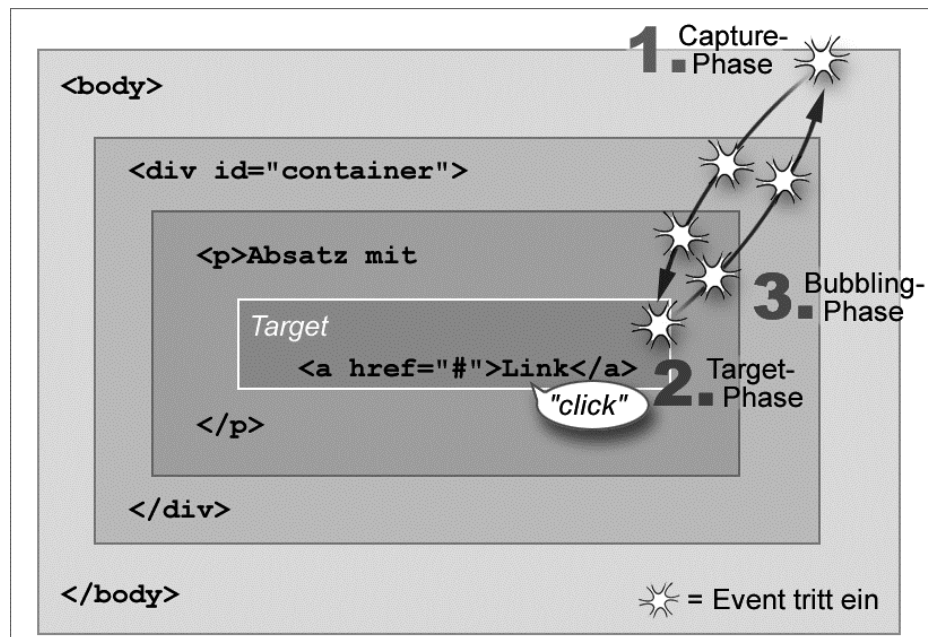 1. Capture-
Phase
<body>
<div id="container">
<p>Absatz mit
Target
<a href="#">Link</a>
"click"
2. Target-
Phase
3. Bubbling-
Phase
</p>
</div>
</body>
= Event tritt ein